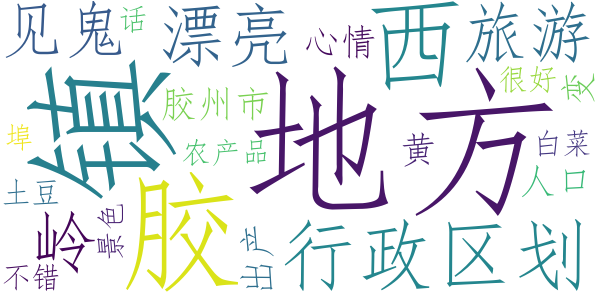 见鬼
话
漂亮
心情
西
旅游
很好
变
镇
胶州市
地方
埠
农产品
黄
白菜
土豆
人口
岭
景色
胶
出产
行政区划
不错